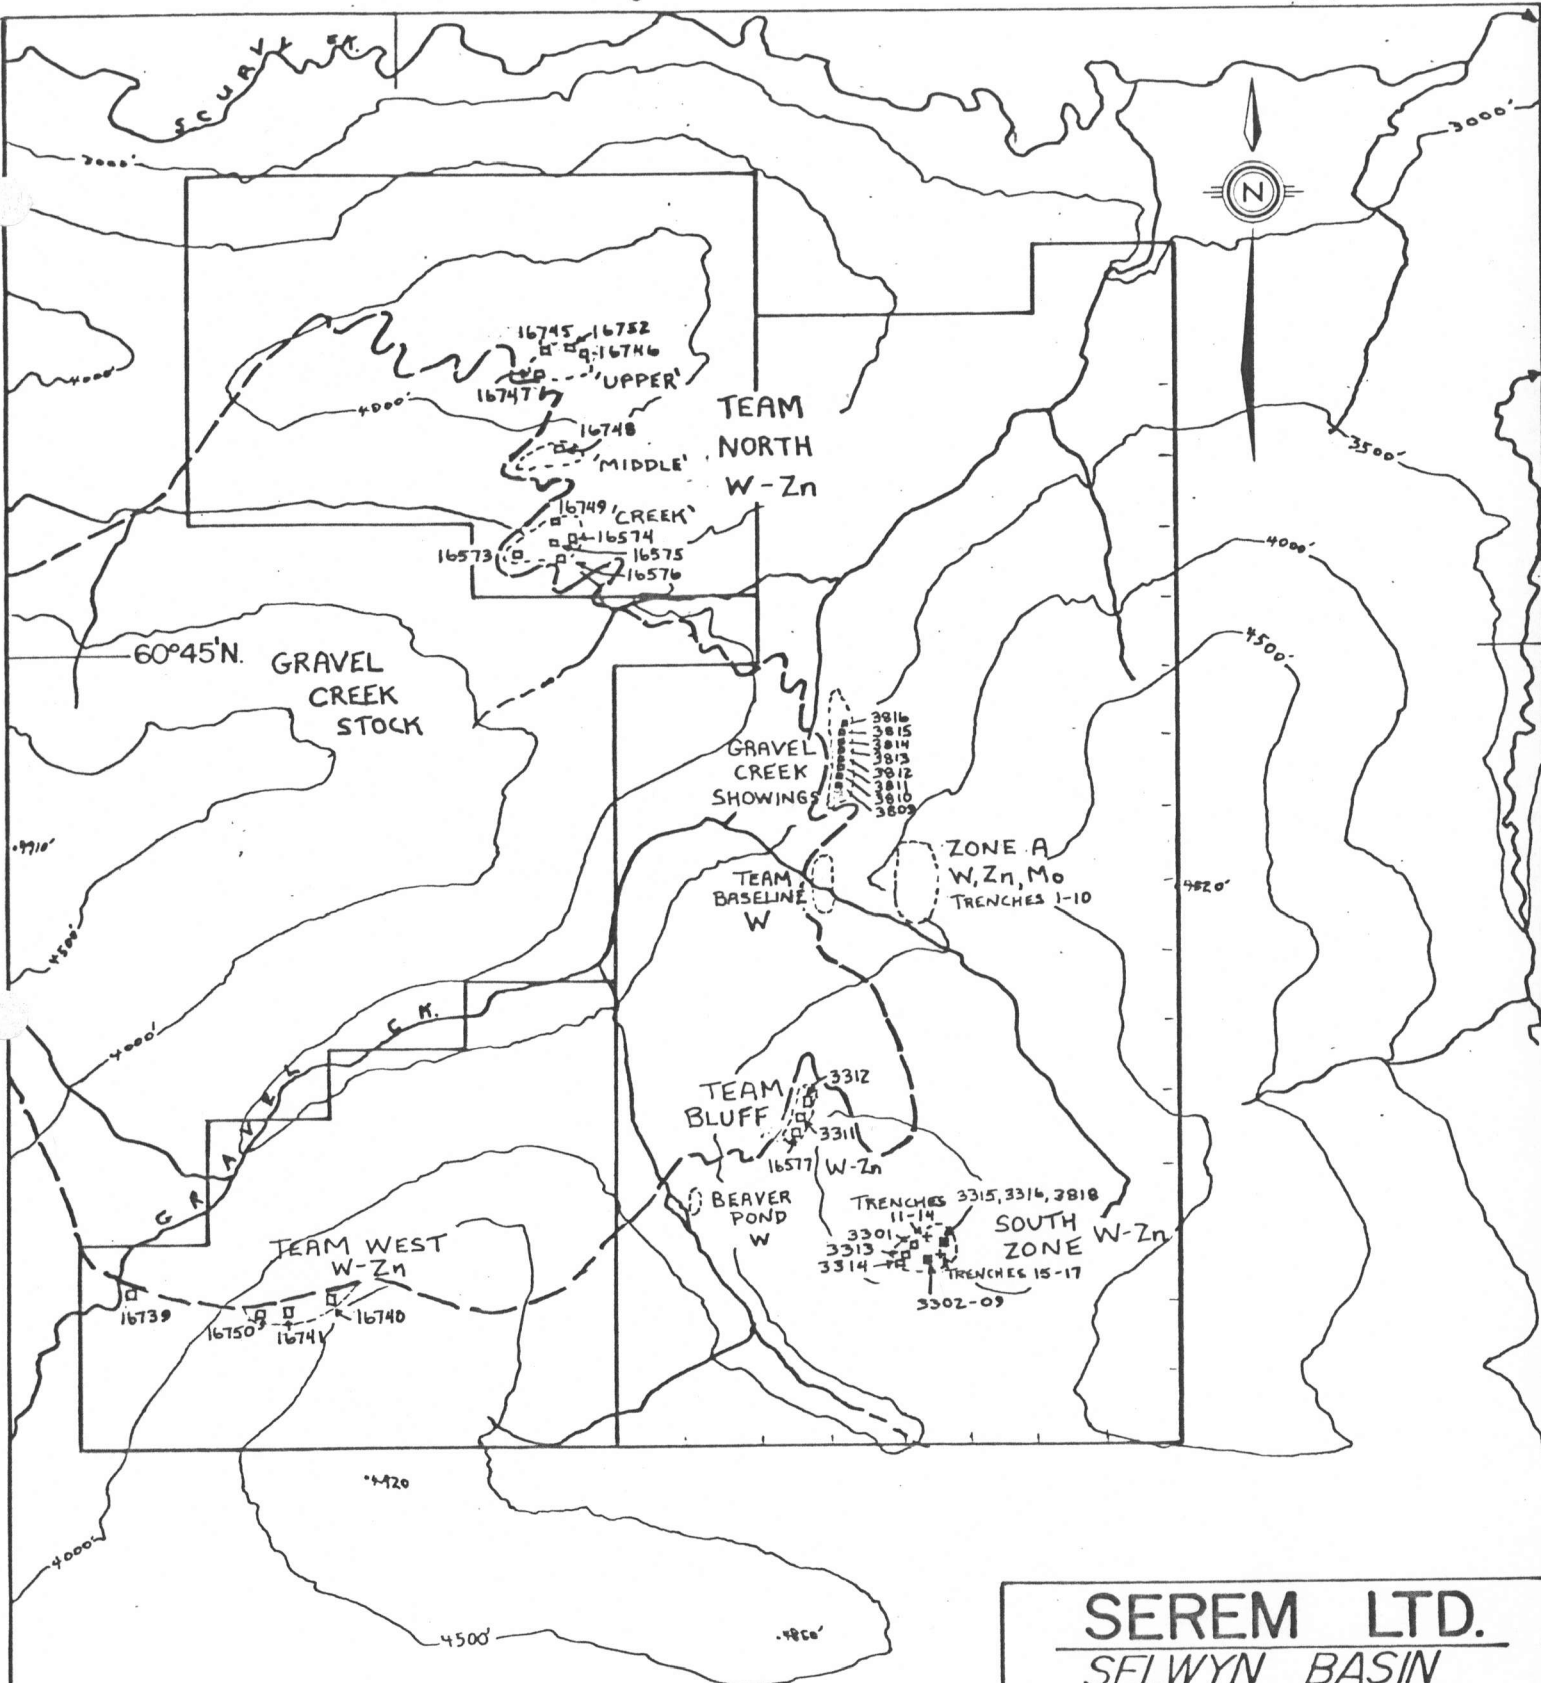 SCURVY CK.
3000'
3000'
N
4000'
16745 16752
16746
'UPPER'
16747
4000'
TEAM
NORTH
W-Zn
16748
'MIDDLE'
3500'
16749 'CREEK'
16574
16573
16575
16576
4000'
60°45'N.
GRAVEL
CREEK
STOCK
4500'
GRAVEL
CREEK
SHOWINGS
3816
3815
3814
3813
3812
3811
3810
3809
ZONE A
W, Zn, Mo
TRENCHES 1-10
TEAM
BASELINE
W
4500'
4000'
GRAVEL CK.
TEAM
BLUFF
3312
3311
16577
W-Zn
BEAVER
POND
W
TRENCHES
11-14
3315, 3316, 3818
3301
3313
3314
SOUTH
ZONE
W-Zn
TRENCHES 15-17
3302-09
TEAM WEST
W-Zn
16739
16750
16741
16740
4000'
4500'
SEREM LTD.
SELWYN BASIN